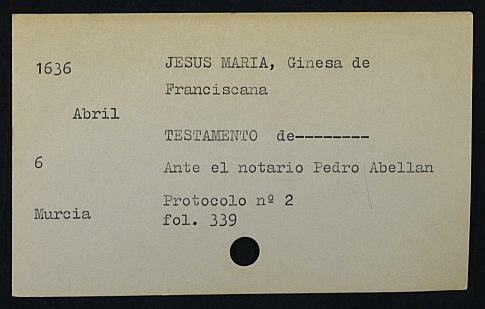 1636
JESUS MARIA, Ginesa de
Franciscana
Abril
TESTAMENTO de--------
6
Ante el notario Pedro Abellan
Protocolo nº 2
Murcia
fol. 339